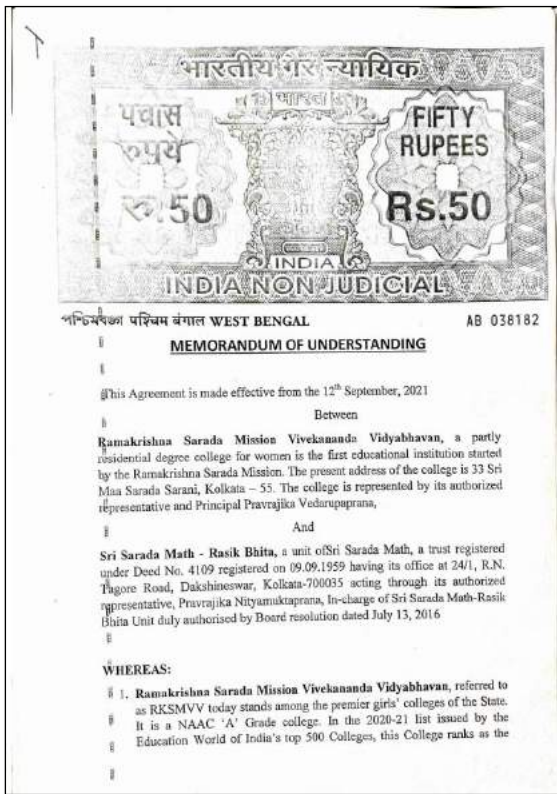 भारतीय गैर न्यायिक
भारत
पचास
रुपये
रु.50
FIFTY
RUPEES
Rs.50
INDIA
INDIA NON JUDICIAL
পশ্চিমবঙ্গ पश्चिम बंगाल WEST BENGAL
AB 038182
MEMORANDUM OF UNDERSTANDING
This Agreement is made effective from the 12th September, 2021
Between
Ramakrishna Sarada Mission Vivekananda Vidyabhavan, a partly
residential degree college for women is the first educational institution started
by the Ramakrishna Sarada Mission. The present address of the college is 33 Sri
Maa Sarada Sarani, Kolkata – 55. The college is represented by its authorized
representative and Principal Pravrajika Vedarupaprana,
And
Sri Sarada Math - Rasik Bhita, a unit ofSri Sarada Math, a trust registered
under Deed No. 4109 registered on 09.09.1959 having its office at 24/1, R.N.
Tagore Road, Dakshineswar, Kolkata-700035 acting through its authorized
representative, Pravrajika Nityamuktaprana, In-charge of Sri Sarada Math-Rasik
Bhita Unit duly authorised by Board resolution dated July 13, 2016
WHEREAS:
1. Ramakrishna Sarada Mission Vivekananda Vidyabhavan, referred to
as RKSMVV today stands among the premier girls' colleges of the State.
It is a NAAC 'A' Grade college. In the 2020-21 list issued by the
Education World of India's top 500 Colleges, this College ranks as the